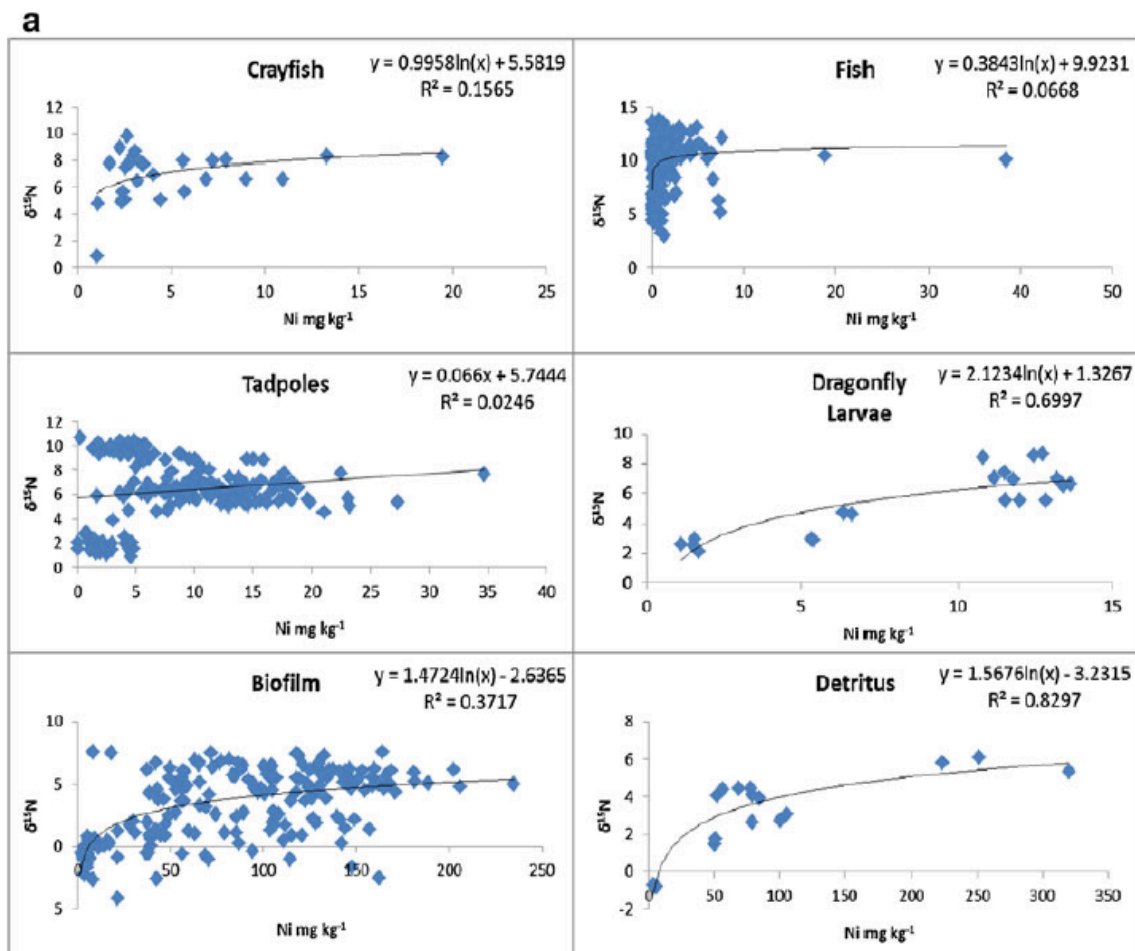 a
Crayfish
y = 0.9958ln(x) + 5.5819
R² = 0.1565
12
10
8
6
4
2
0
δ¹⁵N
0 5 10 15 20 25
Ni mg kg⁻¹
Fish
y = 0.3843ln(x) + 9.9231
R² = 0.0668
15
10
5
0
δ¹⁵N
0 10 20 30 40 50
Ni mg kg⁻¹
Tadpoles
y = 0.066x + 5.7444
R² = 0.0246
12
10
8
6
4
2
0
δ¹⁵N
0 5 10 15 20 25 30 35 40
Ni mg kg⁻¹
Dragonfly
Larvae
y = 2.1234ln(x) + 1.3267
R² = 0.6997
10
8
6
4
2
0
δ¹⁵N
0 5 10 15
Ni mg kg⁻¹
Biofilm
y = 1.4724ln(x) - 2.6365
R² = 0.3717
10
5
0
5
δ¹⁵N
50 100 150 200 250
Ni mg kg⁻¹
Detritus
y = 1.5676ln(x) - 3.2315
R² = 0.8297
8
6
4
2
0
-2
δ¹⁵N
0 50 100 150 200 250 300 350
Ni mg kg⁻¹